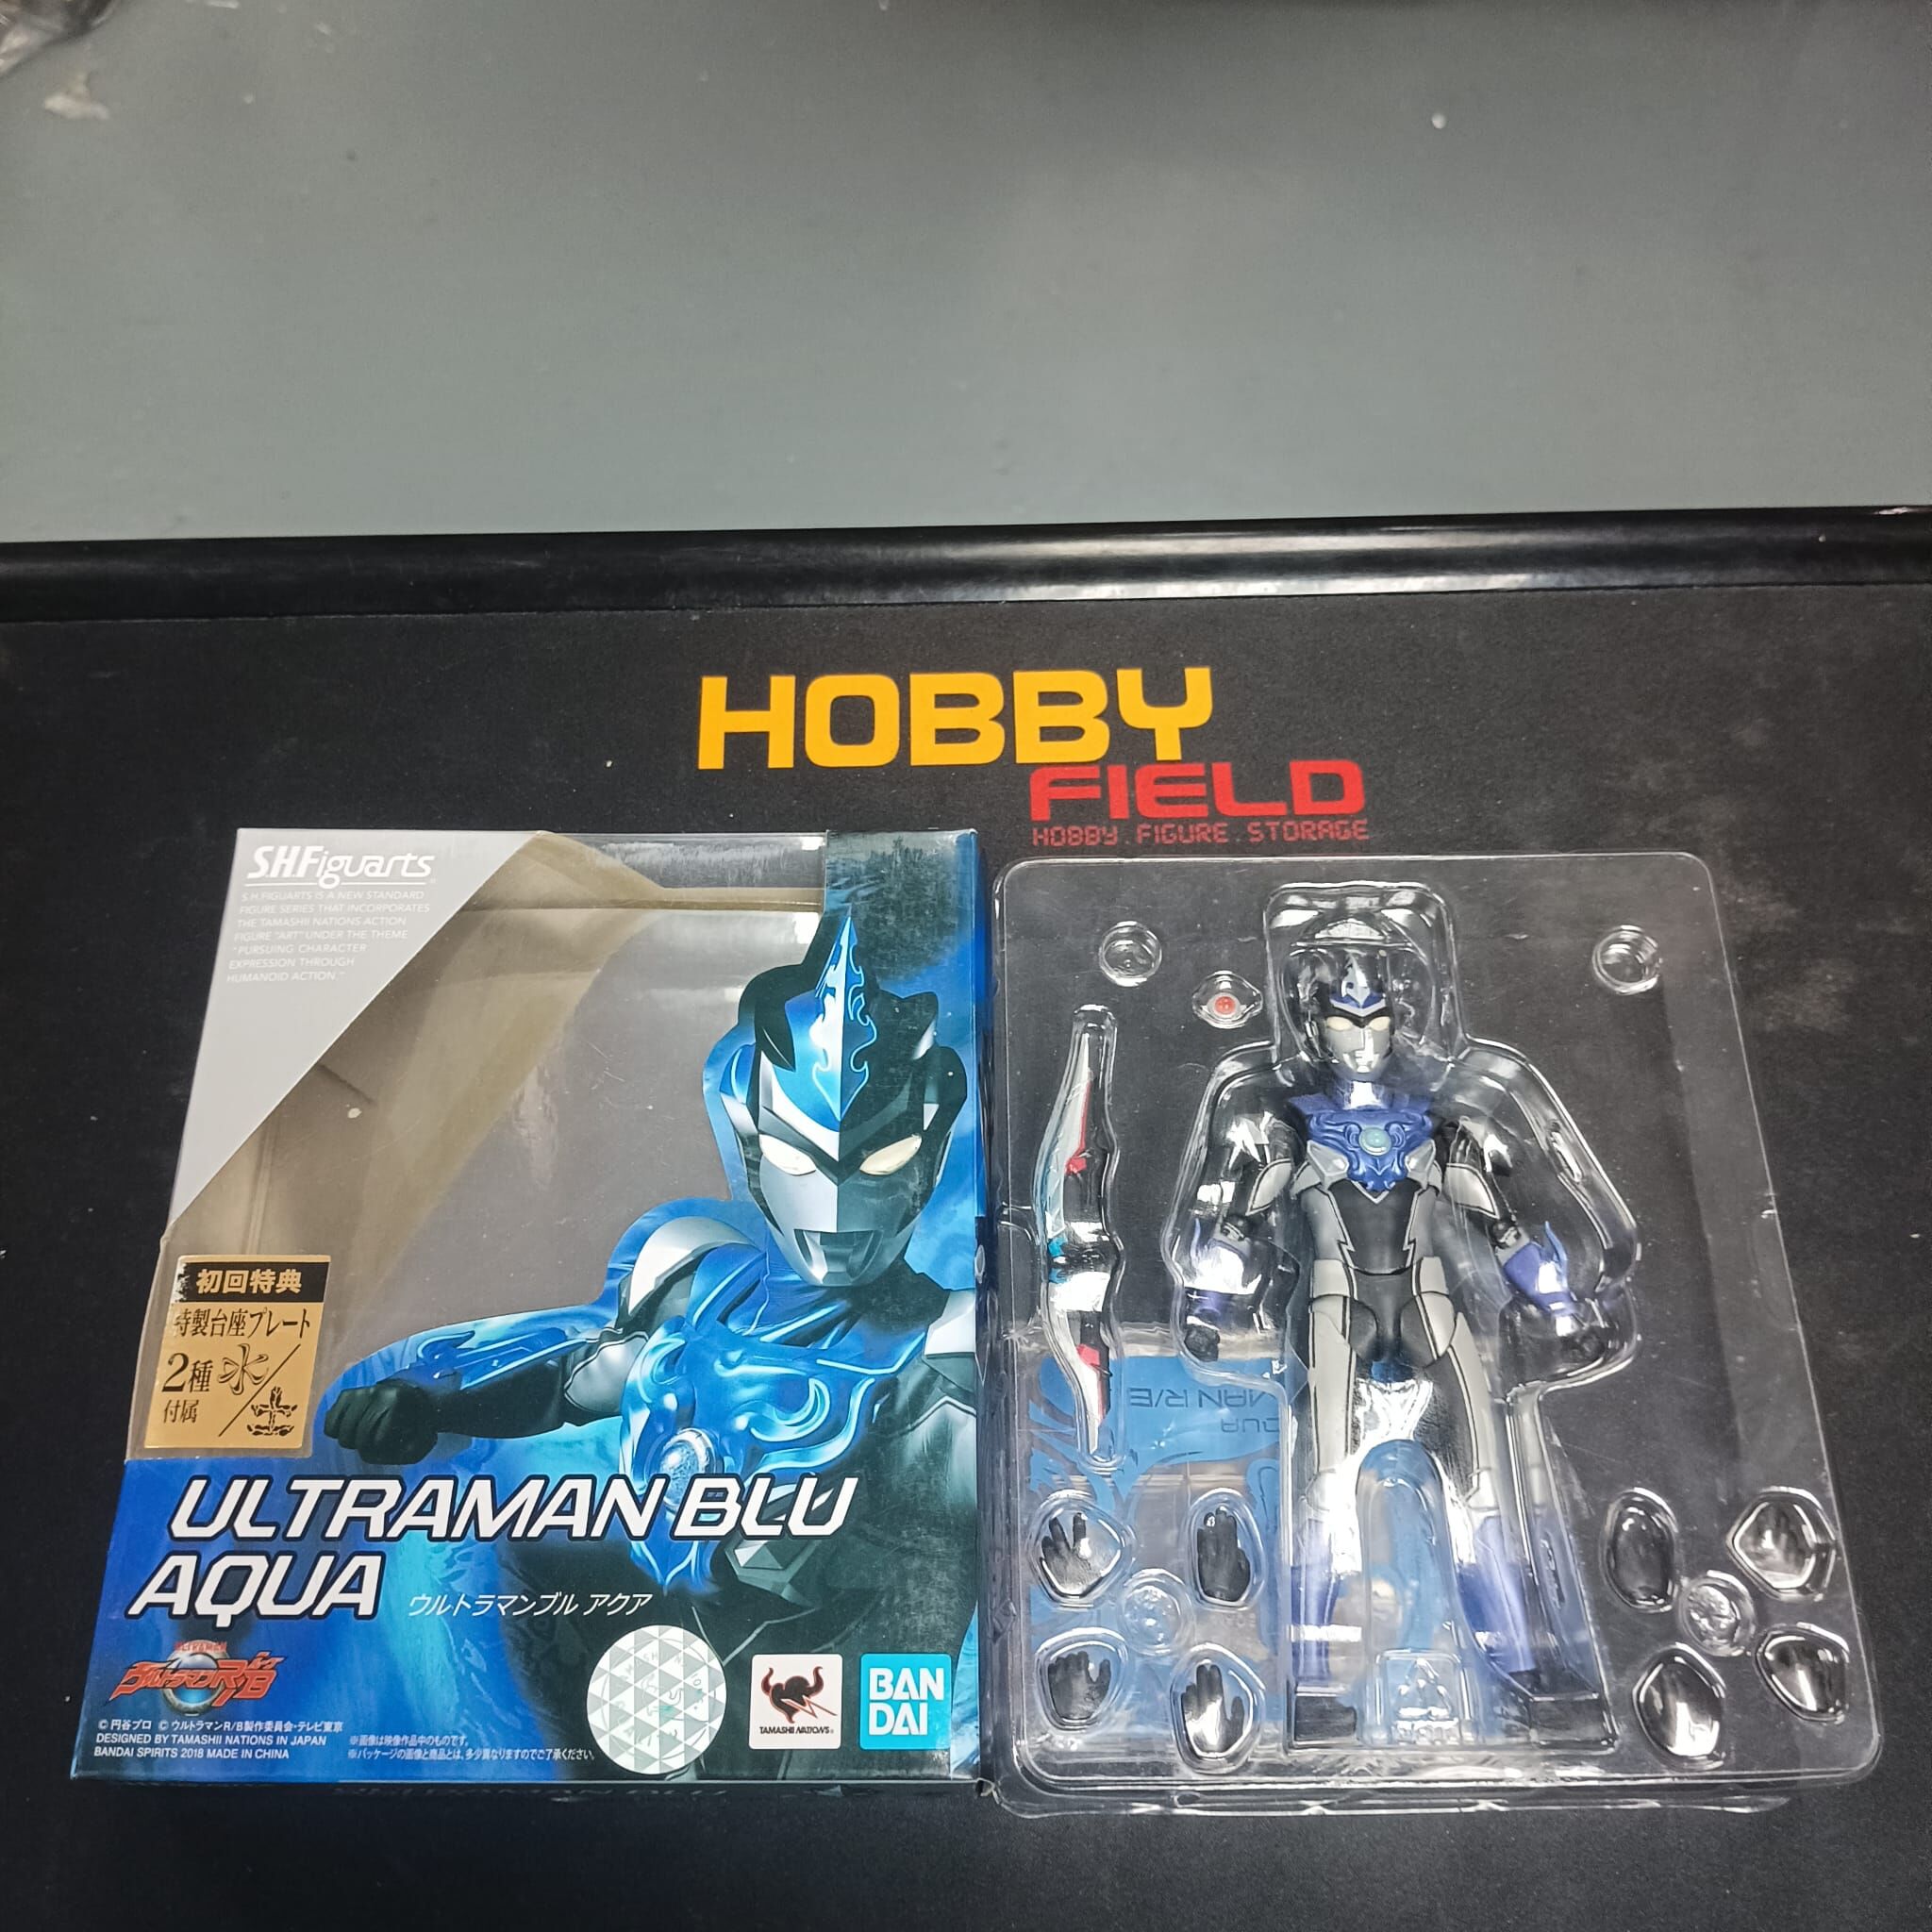 HOBBY
FIELD
HOBBY.FIGURE.STORAGE
S.H.Figuarts
S.H.FIGUARTS IS A NEW STANDARD
FIGURE SERIES THAT INCORPORATES
THE TAMASHII NATIONS ACTION
FIGURE "ART" UNDER THE THEME
"PURSUING CHARACTER
EXPRESSION THROUGH
HUMANOID ACTION."
初回特典
特製台座プレート
2種 水/土
付属
ULTRAMAN BLU
AQUA ウルトラマンブル アクア
ULTRAMAN
ウルトラマンR/B
© 円谷プロ © ウルトラマンR/B製作委員会・テレビ東京
DESIGNED BY TAMASHII NATIONS IN JAPAN
BANDAI SPIRITS 2018 MADE IN CHINA
※画像は映像作品中のものです。
※パッケージの画像と商品とは、多少異なりますのでご了承ください。
TAMASHII NATIONS
BAN
DAI
MAN R/B